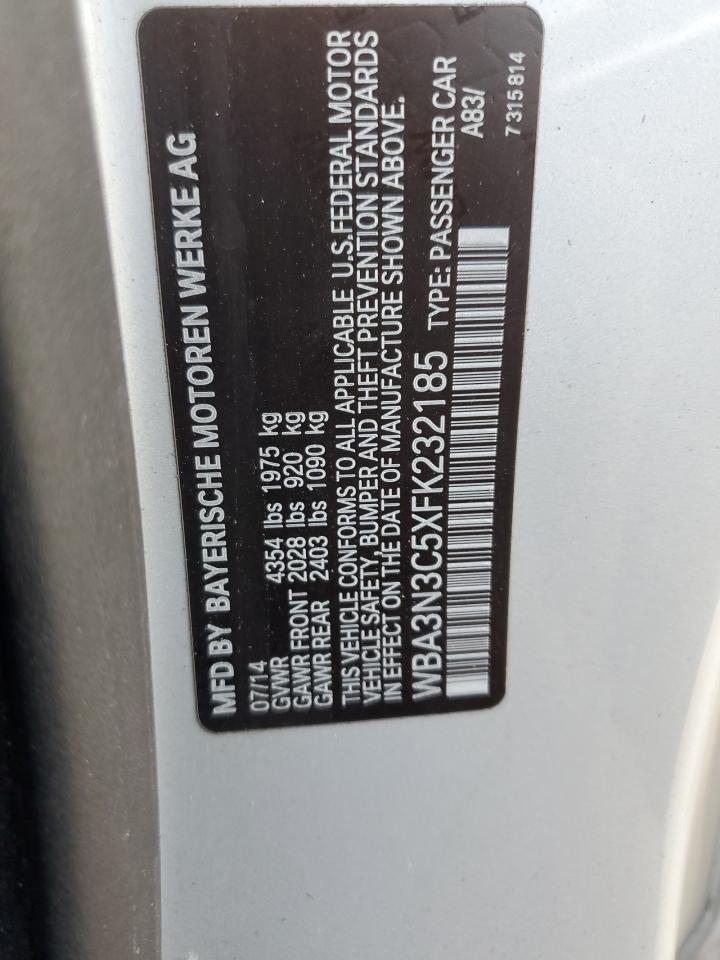 MFD BY BAYERISCHE MOTOREN WERKE AG
07/14
GVWR 4354 lbs 1975 kg
GAWR FRONT 2028 lbs 920 kg
GAWR REAR 2403 lbs 1090 kg
THIS VEHICLE CONFORMS TO ALL APPLICABLE U.S. FEDERAL MOTOR
VEHICLE SAFETY, BUMPER AND THEFT PREVENTION STANDARDS
IN EFFECT ON THE DATE OF MANUFACTURE SHOWN ABOVE.
WBA3N3C5XFK232185 TYPE: PASSENGER CAR
A83/
7 315 814